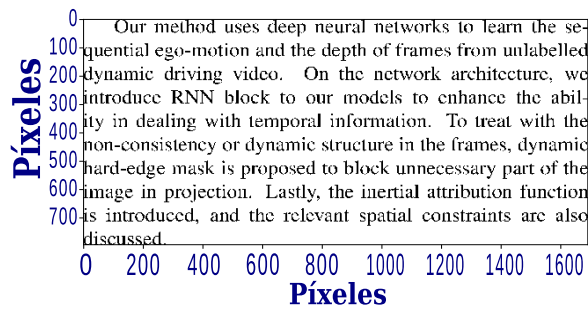 Our method uses deep neural networks to learn the se-
quential ego-motion and the depth of frames from unlabelled
dynamic driving video. On the network architecture, we
introduce RNN block to our models to enhance the abil-
ity in dealing with temporal information. To treat with the
non-consistency or dynamic structure in the frames, dynamic
hard-edge mask is proposed to block unnecessary part of the
image in projection. Lastly, the inertial attribution function
is introduced, and the relevant spatial constraints are also
discussed.
0
100
200
300
400
500
600
700
Píxeles
0 200 400 600 800 1000 1200 1400 1600
Píxeles